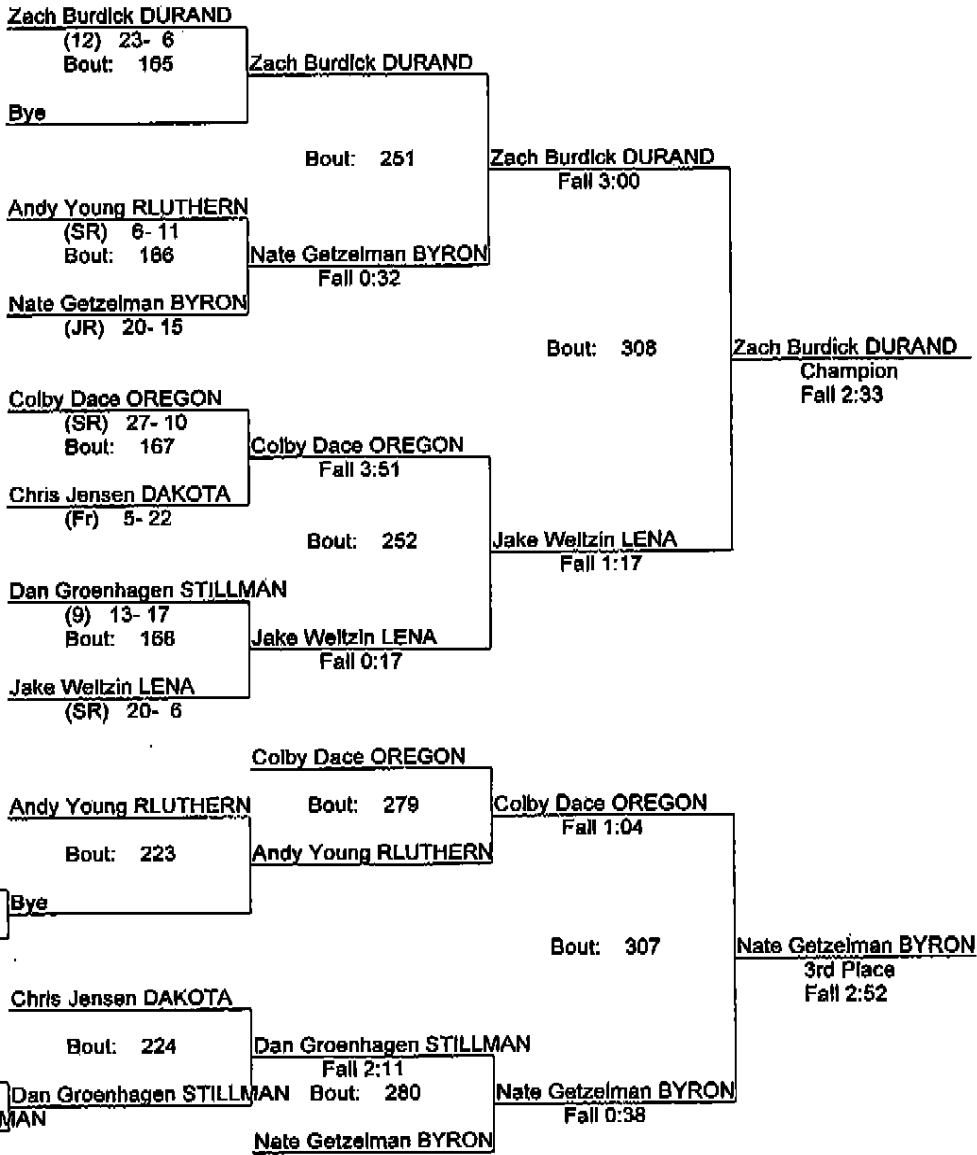 Zach Burdick DURAND
(12) 23- 6
Bout: 165
Zach Burdick DURAND
Bye
Bout: 251
Zach Burdick DURAND
Fall 3:00
Andy Young RLUTHERN
(SR) 6- 11
Bout: 166
Nate Getzelman BYRON
Fall 0:32
Nate Getzelman BYRON
(JR) 20- 15
Bout: 308
Zach Burdick DURAND
Champion
Fall 2:33
Colby Dace OREGON
(SR) 27- 10
Bout: 167
Colby Dace OREGON
Fall 3:51
Chris Jensen DAKOTA
(Fr) 5- 22
Bout: 252
Jake Weltzin LENA
Fall 1:17
Dan Groenhagen STILLMAN
(9) 13- 17
Bout: 168
Jake Weltzin LENA
Fall 0:17
Jake Weltzin LENA
(SR) 20- 6
Colby Dace OREGON
Andy Young RLUTHERN
Bout: 279
Colby Dace OREGON
Fall 1:04
Bout: 223
Andy Young RLUTHERN
Bye
Bout: 307
Nate Getzelman BYRON
3rd Place
Fall 2:52
Chris Jensen DAKOTA
Bout: 224
Dan Groenhagen STILLMAN
Fall 2:11
Dan Groenhagen STILLMAN
Bout: 280
Nate Getzelman BYRON
Fall 0:38
MAN
Nate Getzelman BYRON